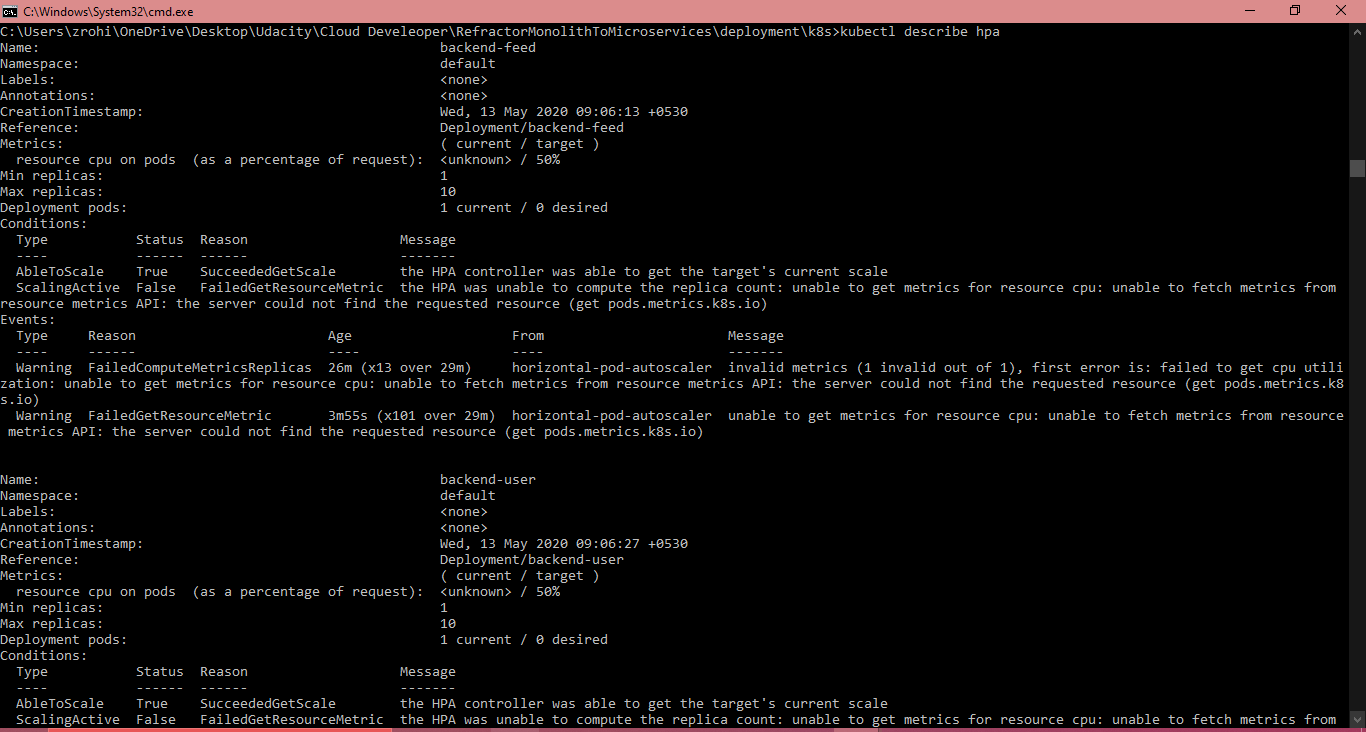 C:\Windows\System32\cmd.exe
C:\Users\zrohi\OneDrive\Desktop\Udacity\Cloud Develeoper\RefractorMonolithToMicroservices\deployment\k8s>kubectl describe hpa
Name: backend-feed
Namespace: default
Labels: <none>
Annotations: <none>
CreationTimestamp: Wed, 13 May 2020 09:06:13 +0530
Reference: Deployment/backend-feed
Metrics: ( current / target )
resource cpu on pods (as a percentage of request): <unknown> / 50%
Min replicas: 1
Max replicas: 10
Deployment pods: 1 current / 0 desired
Conditions:
Type Status Reason Message
---- ------ ------ -------
AbleToScale True SucceededGetScale the HPA controller was able to get the target's current scale
ScalingActive False FailedGetResourceMetric the HPA was unable to compute the replica count: unable to get metrics for resource cpu: unable to fetch metrics from
resource metrics API: the server could not find the requested resource (get pods.metrics.k8s.io)
Events:
Type Reason Age From Message
---- ------ ---- ---- -------
Warning FailedComputeMetricsReplicas 26m (x13 over 29m) horizontal-pod-autoscaler invalid metrics (1 invalid out of 1), first error is: failed to get cpu utili
zation: unable to get metrics for resource cpu: unable to fetch metrics from resource metrics API: the server could not find the requested resource (get pods.metrics.k8
s.io)
Warning FailedGetResourceMetric 3m55s (x101 over 29m) horizontal-pod-autoscaler unable to get metrics for resource cpu: unable to fetch metrics from resource
metrics API: the server could not find the requested resource (get pods.metrics.k8s.io)
Name: backend-user
Namespace: default
Labels: <none>
Annotations: <none>
CreationTimestamp: Wed, 13 May 2020 09:06:27 +0530
Reference: Deployment/backend-user
Metrics: ( current / target )
resource cpu on pods (as a percentage of request): <unknown> / 50%
Min replicas: 1
Max replicas: 10
Deployment pods: 1 current / 0 desired
Conditions:
Type Status Reason Message
---- ------ ------ -------
AbleToScale True SucceededGetScale the HPA controller was able to get the target's current scale
ScalingActive False FailedGetResourceMetric the HPA was unable to compute the replica count: unable to get metrics for resource cpu: unable to fetch metrics from